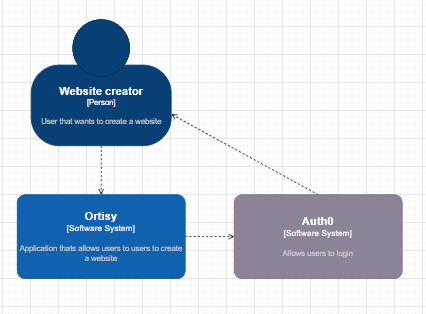 Website creator
[Person]
User that wants to create a website
Ortisy
[Software System]
Application thats allows users to users to create
a website
Auth0
[Software System]
Allows users to login